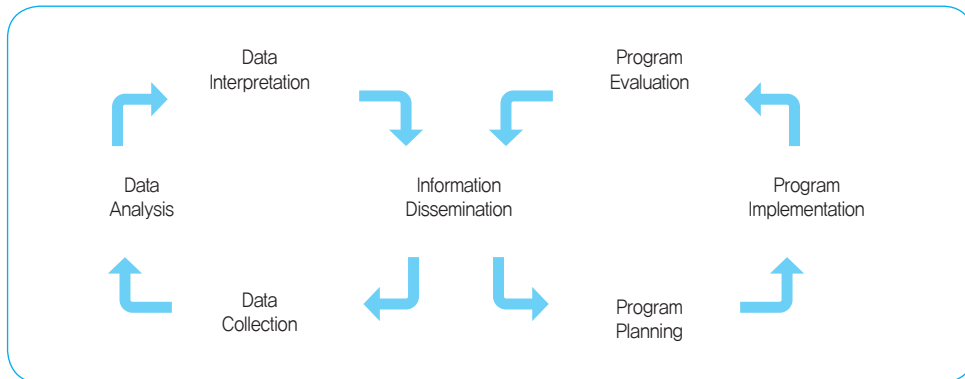 Data
Interpretation
Program
Evaluation
Data
Analysis
Information
Dissemination
Program
Implementation
Data
Collection
Program
Planning